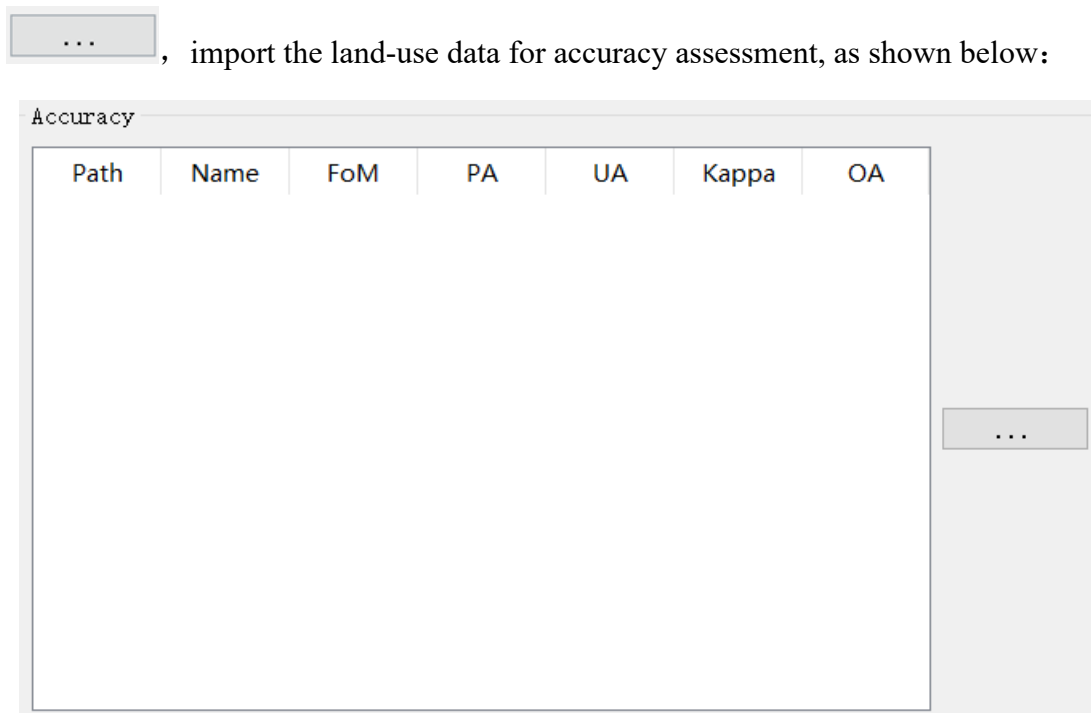 ...，import the land-use data for accuracy assessment, as shown below：
Accuracy
Path Name FoM PA UA Kappa OA
...